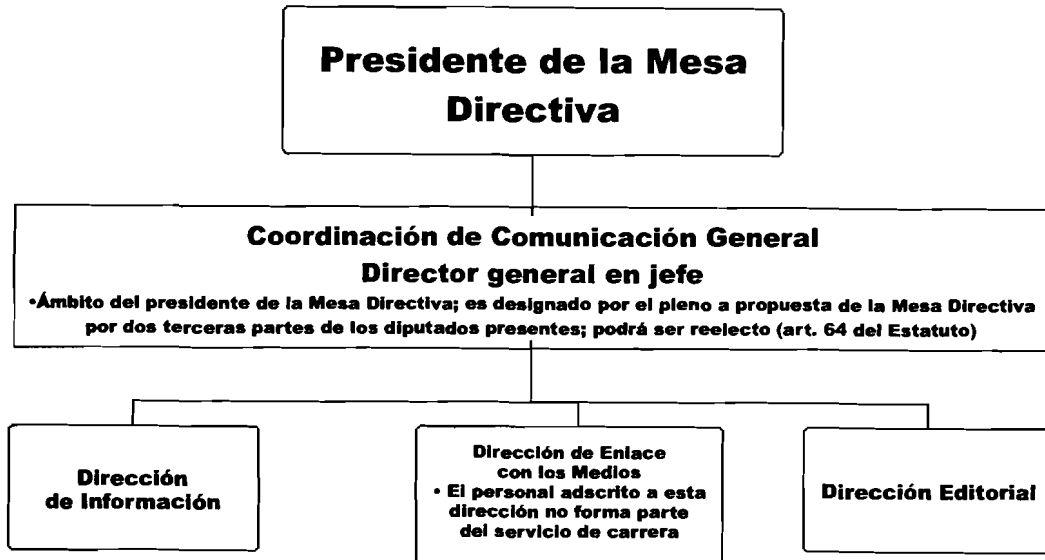 Presidente de la Mesa
Directiva
Coordinación de Comunicación General
Director general en jefe
•Ámbito del presidente de la Mesa Directiva; es designado por el pleno a propuesta de la Mesa Directiva
por dos terceras partes de los diputados presentes; podrá ser reelecto (art. 64 del Estatuto)
Dirección
de Información
Dirección de Enlace
con los Medios
• El personal adscrito a esta
dirección no forma parte
del servicio de carrera
Dirección Editorial